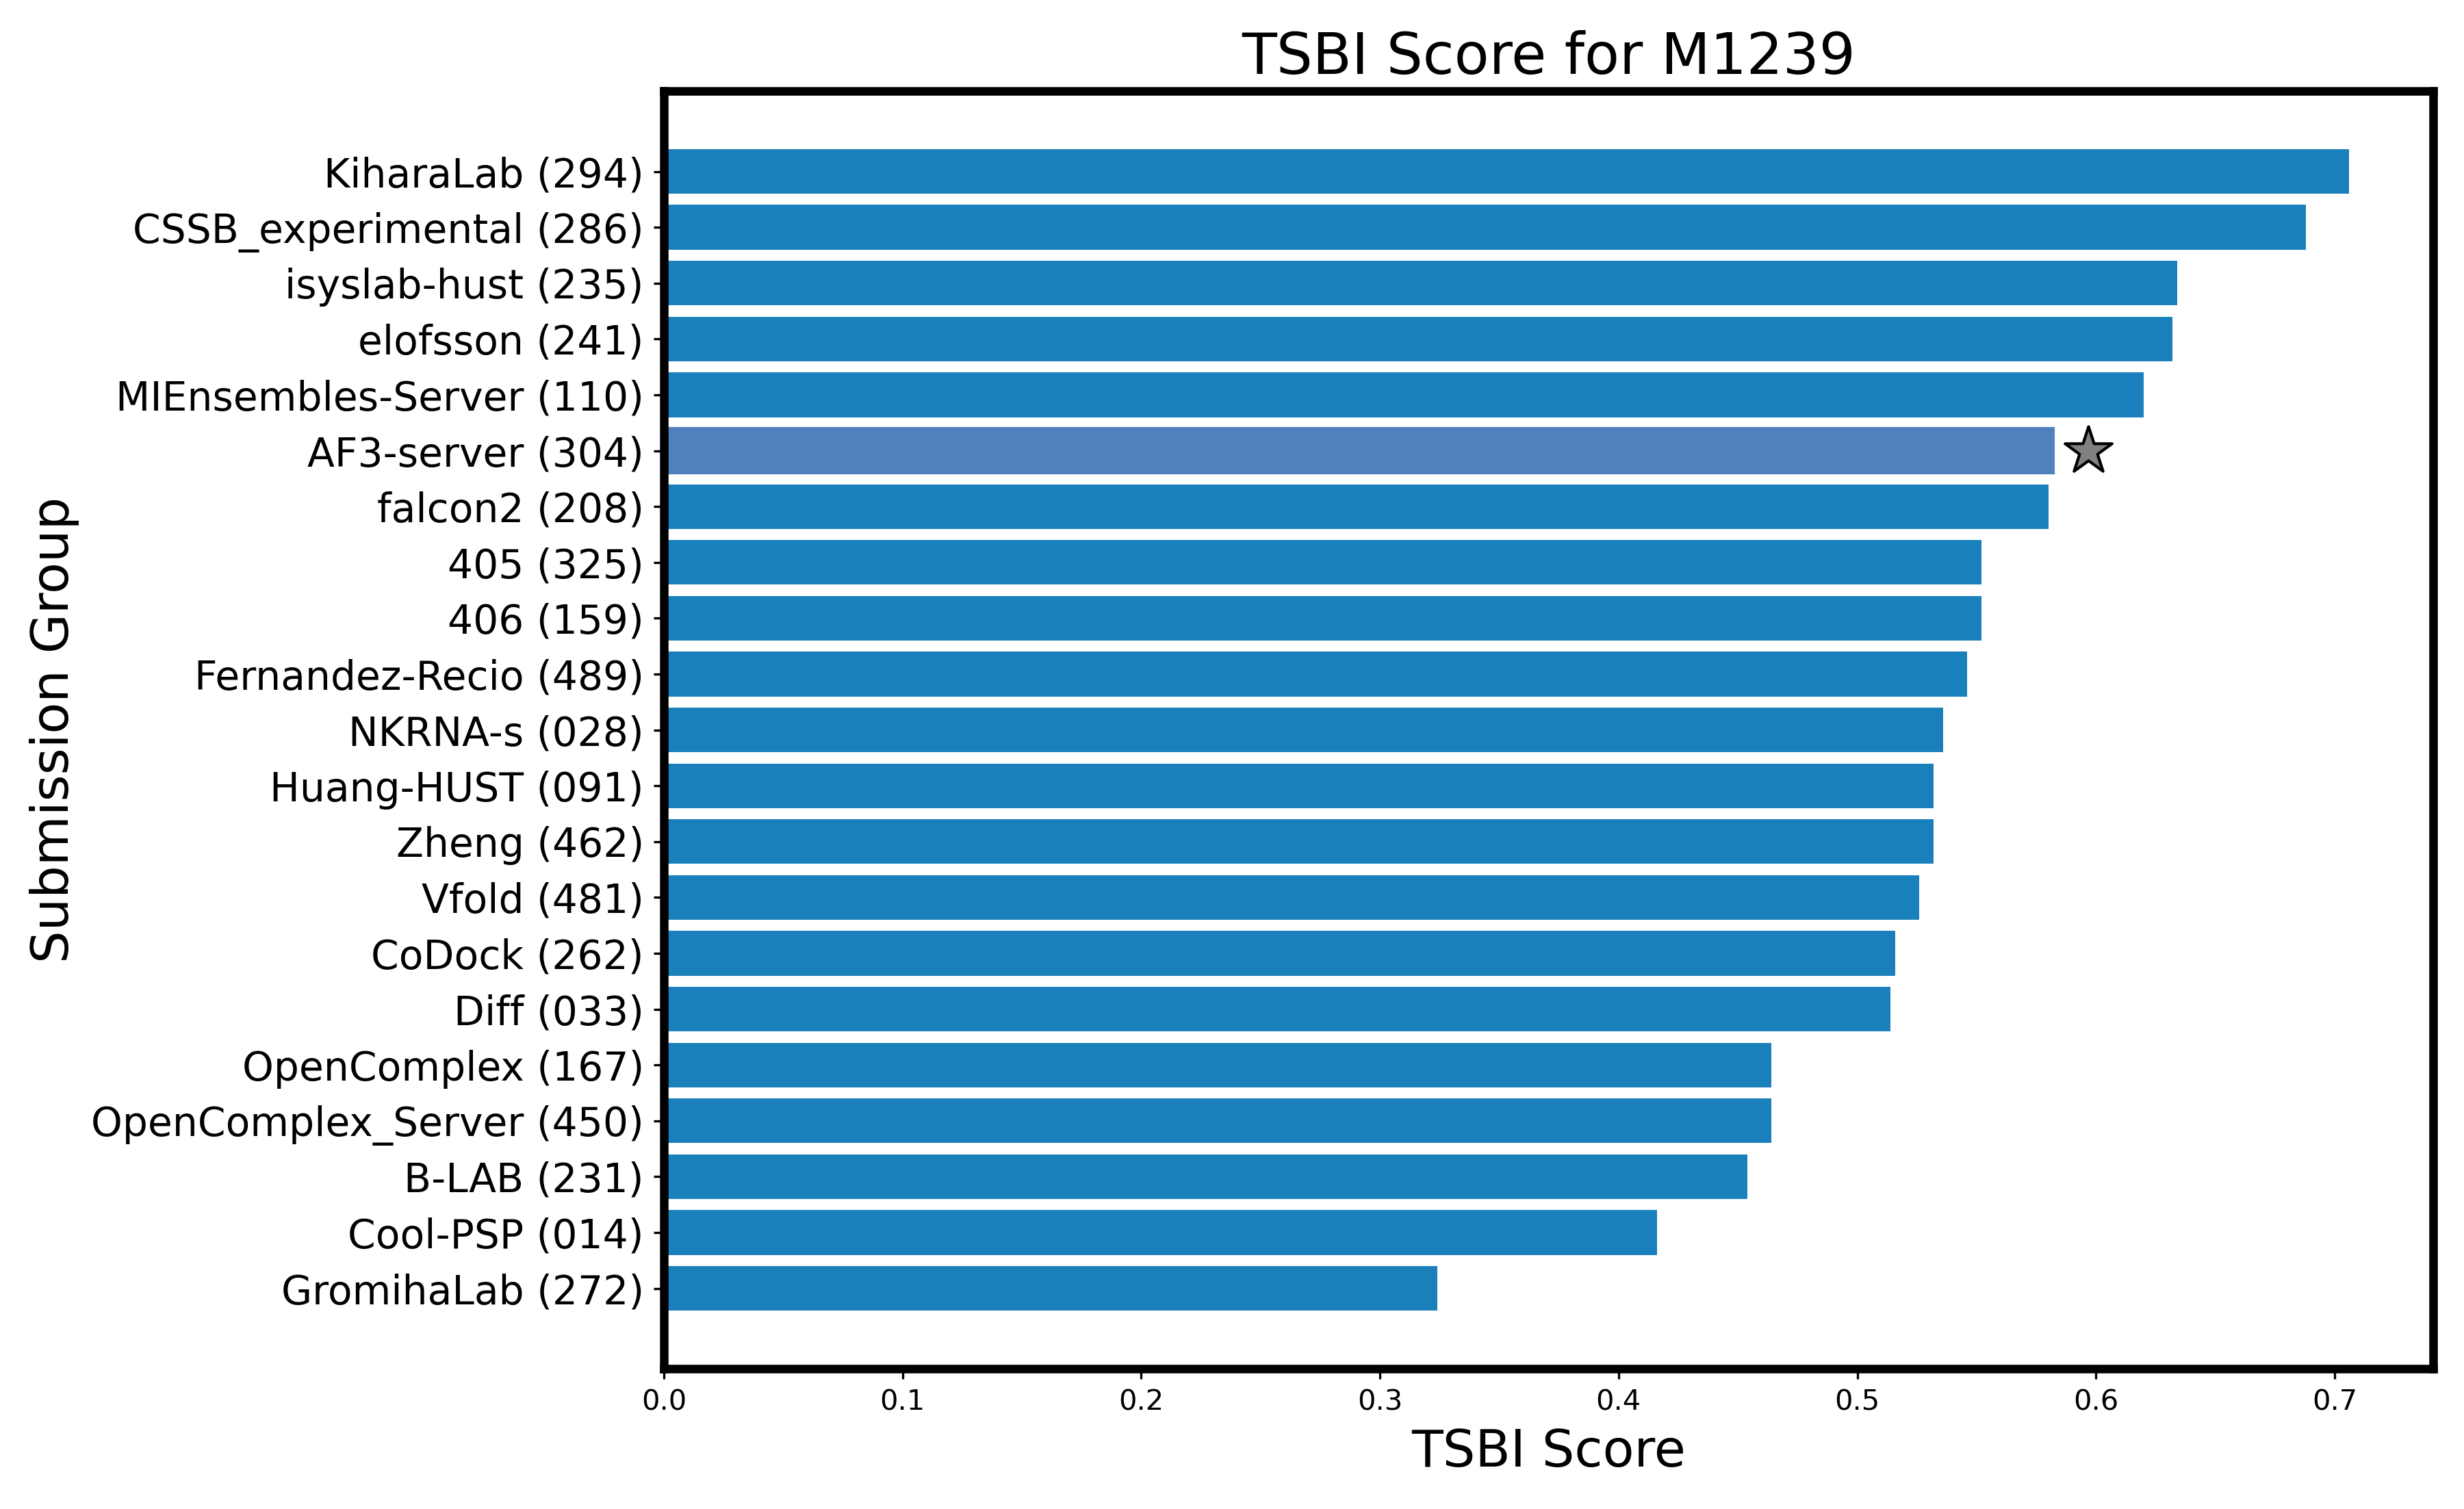 TSBI Score for M1239
Submission Group
KiharaLab (294)
CSSB_experimental (286)
isyslab-hust (235)
elofsson (241)
MIEnsembles-Server (110)
AF3-server (304)
falcon2 (208)
405 (325)
406 (159)
Fernandez-Recio (489)
NKRNA-s (028)
Huang-HUST (091)
Zheng (462)
Vfold (481)
CoDock (262)
Diff (033)
OpenComplex (167)
OpenComplex_Server (450)
B-LAB (231)
Cool-PSP (014)
GromihaLab (272)
0.0 0.1 0.2 0.3 0.4 0.5 0.6 0.7
TSBI Score